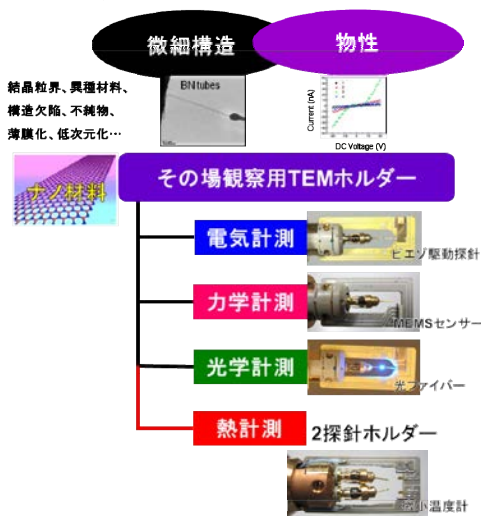 微細構造
物性
結晶粒界、異種材料、
構造欠陥、不純物、
薄膜化、低次元化…
BN tubes
Current (nA)
DC Voltage (V)
ナノ材料
その場観察用TEMホルダー
電気計測
ピエゾ駆動探針
力学計測
MEMSセンサー
光学計測
光ファイバー
熱計測
2探針ホルダー
小温度計